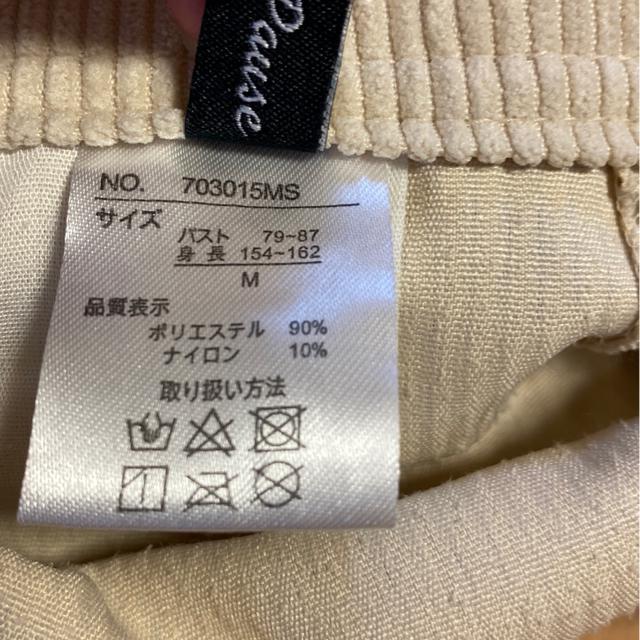 Pause
NO. 703015MS
サイズ
バスト 79~87
身長 154~162
M
品質表示
ポリエステル 90%
ナイロン 10%
取り扱い方法